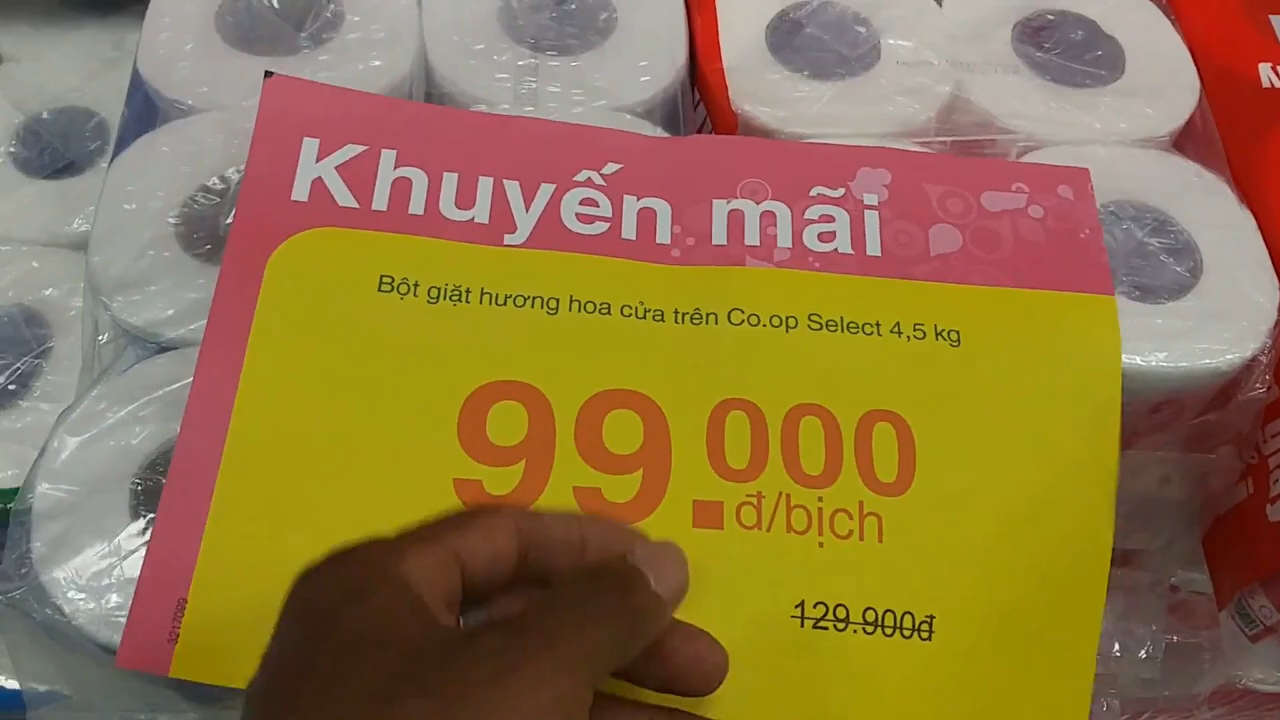 Khuyến mãi
Bột giặt hương hoa cửa trên Co.op Select 4,5 kg
99.000
đ/bịch
129.900đ
3217099